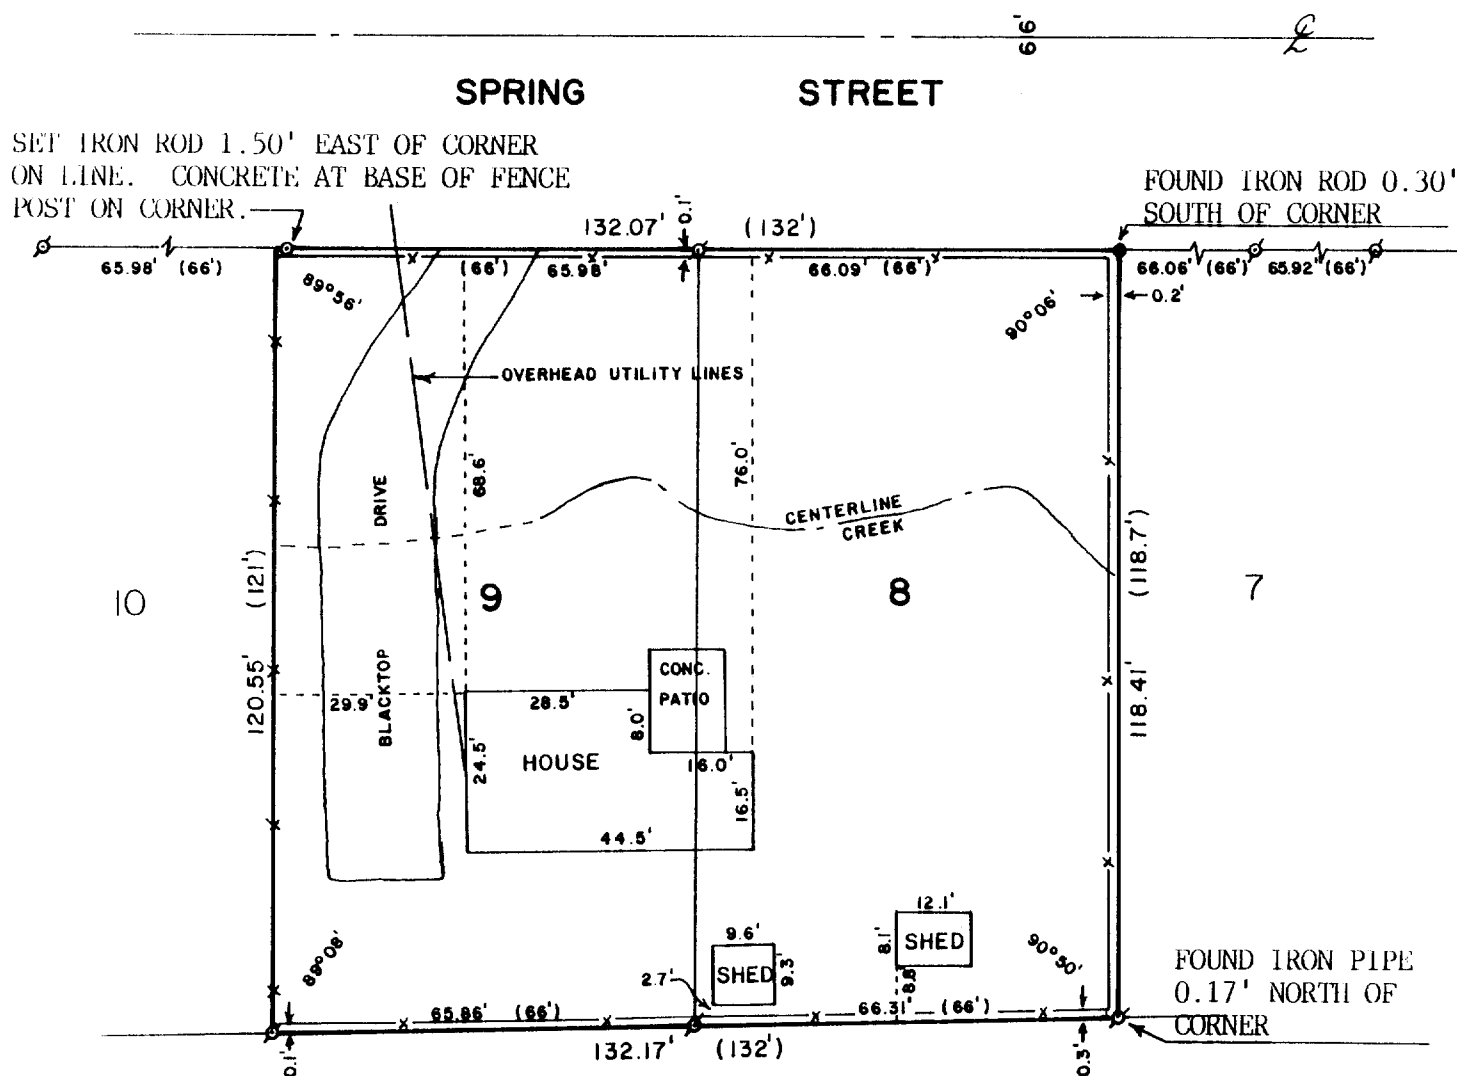 66'
℄
SPRING STREET
SET IRON ROD 1.50' EAST OF CORNER
ON LINE. CONCRETE AT BASE OF FENCE
POST ON CORNER.
FOUND IRON ROD 0.30'
SOUTH OF CORNER
132.07' (132')
0.1'
65.98' (66')
(66') 65.98'
66.09' (66')
66.06' (66')
65.92' (66')
89°56'
90°06'
0.2'
OVERHEAD UTILITY LINES
68.6'
76.0'
DRIVE
CENTERLINE
CREEK
(121')
(118.7')
10
9
8
7
120.55'
118.41'
BLACKTOP
29.9'
28.5'
CONC.
PATIO
8.0'
24.5'
HOUSE
16.0'
16.5'
44.5'
12.1'
8.1'
SHED
8.8'
9.6'
9.3'
SHED
2.7'
89°08'
90°50'
FOUND IRON PIPE
0.17' NORTH OF
CORNER
65.86' (66')
66.31' (66')
0.1'
132.17' (132')
0.3'